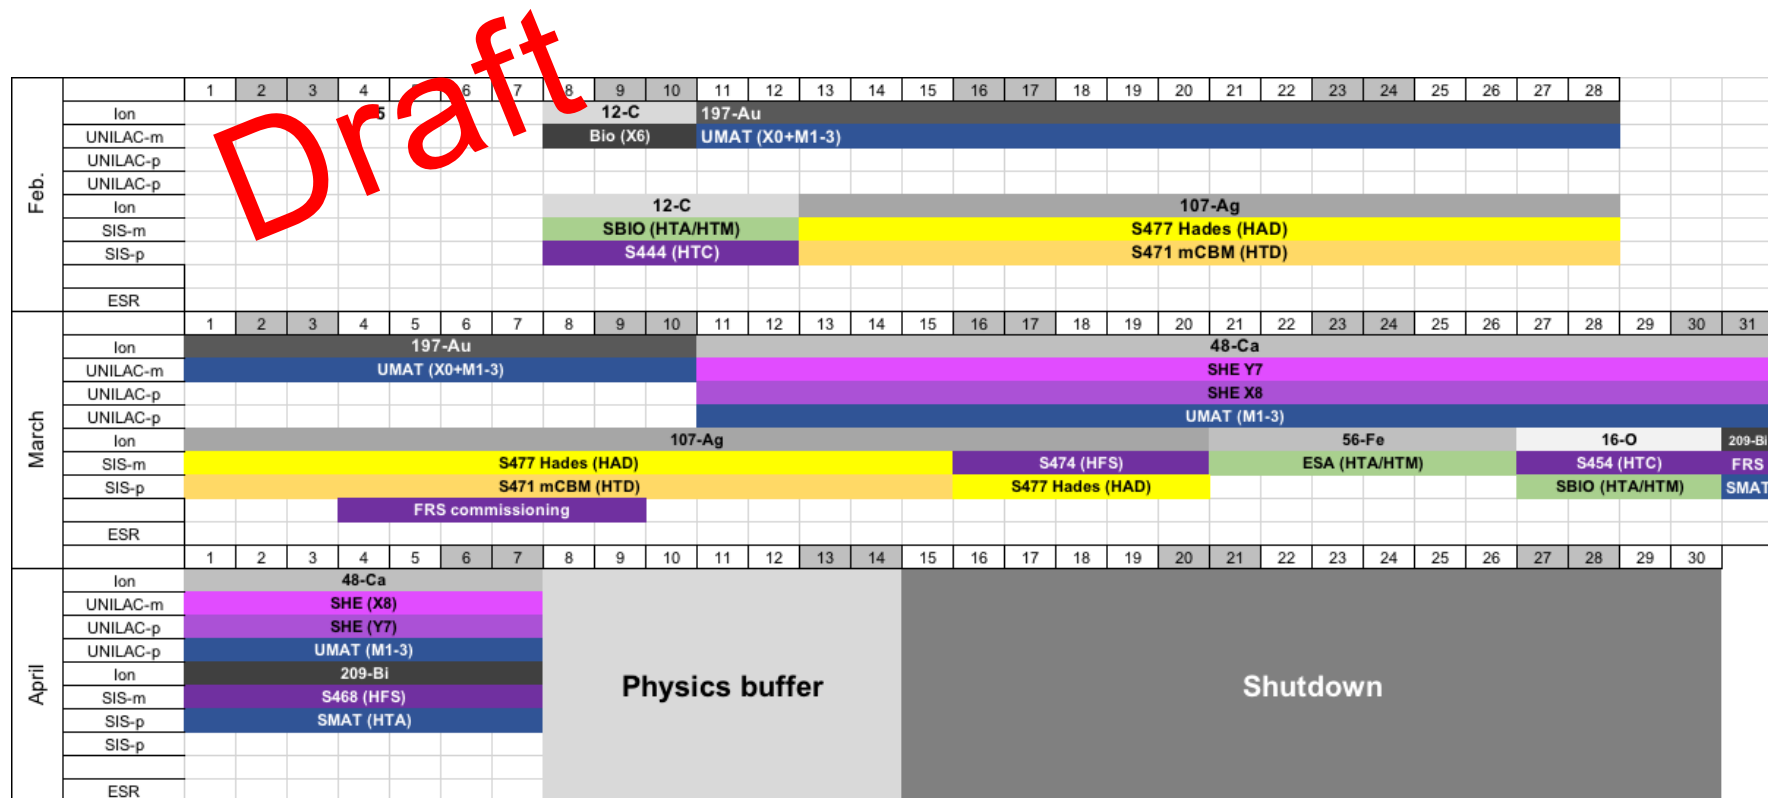 Draft
Feb.
1 2 3 4 5 6 7 8 9 10 11 12 13 14 15 16 17 18 19 20 21 22 23 24 25 26 27 28
Ion 5 12-C 197-Au
UNILAC-m Bio (X6) UMAT (X0+M1-3)
UNILAC-p
UNILAC-p
Ion 12-C 107-Ag
SIS-m SBIO (HTA/HTM) S477 Hades (HAD)
SIS-p S444 (HTC) S471 mCBM (HTD)
ESR
March
1 2 3 4 5 6 7 8 9 10 11 12 13 14 15 16 17 18 19 20 21 22 23 24 25 26 27 28 29 30 31
Ion 197-Au 48-Ca
UNILAC-m UMAT (X0+M1-3) SHE Y7
UNILAC-p SHE X8
UNILAC-p UMAT (M1-3)
Ion 107-Ag 56-Fe 16-O 209-Bi
SIS-m S477 Hades (HAD) S474 (HFS) ESA (HTA/HTM) S454 (HTC) FRS
SIS-p S471 mCBM (HTD) S477 Hades (HAD) SBIO (HTA/HTM) SMAT
FRS commissioning
ESR
April
1 2 3 4 5 6 7 8 9 10 11 12 13 14 15 16 17 18 19 20 21 22 23 24 25 26 27 28 29 30
Ion 48-Ca
UNILAC-m SHE (X8)
UNILAC-p SHE (Y7)
UNILAC-p UMAT (M1-3)
Ion 209-Bi
SIS-m S468 (HFS) Physics buffer Shutdown
SIS-p SMAT (HTA)
SIS-p
ESR